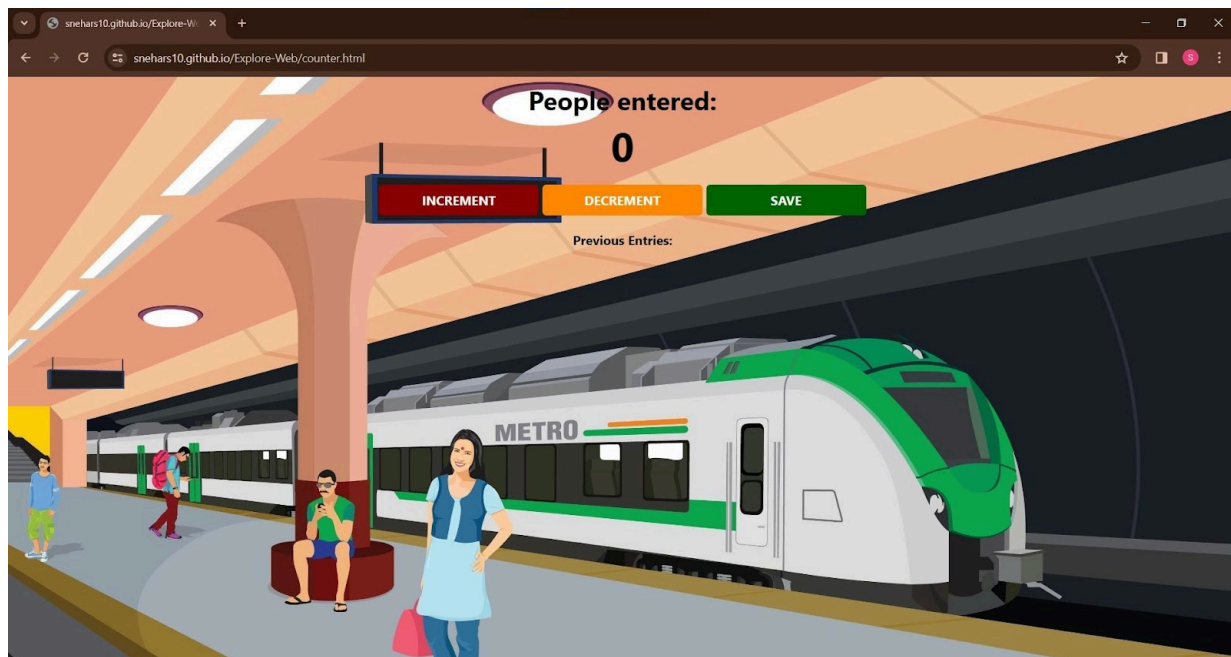 snehars10.github.io/Explore-W
snehars10.github.io/Explore-Web/counter.html
S
People entered:
0
INCREMENT
DECREMENT
SAVE
Previous Entries:
METRO